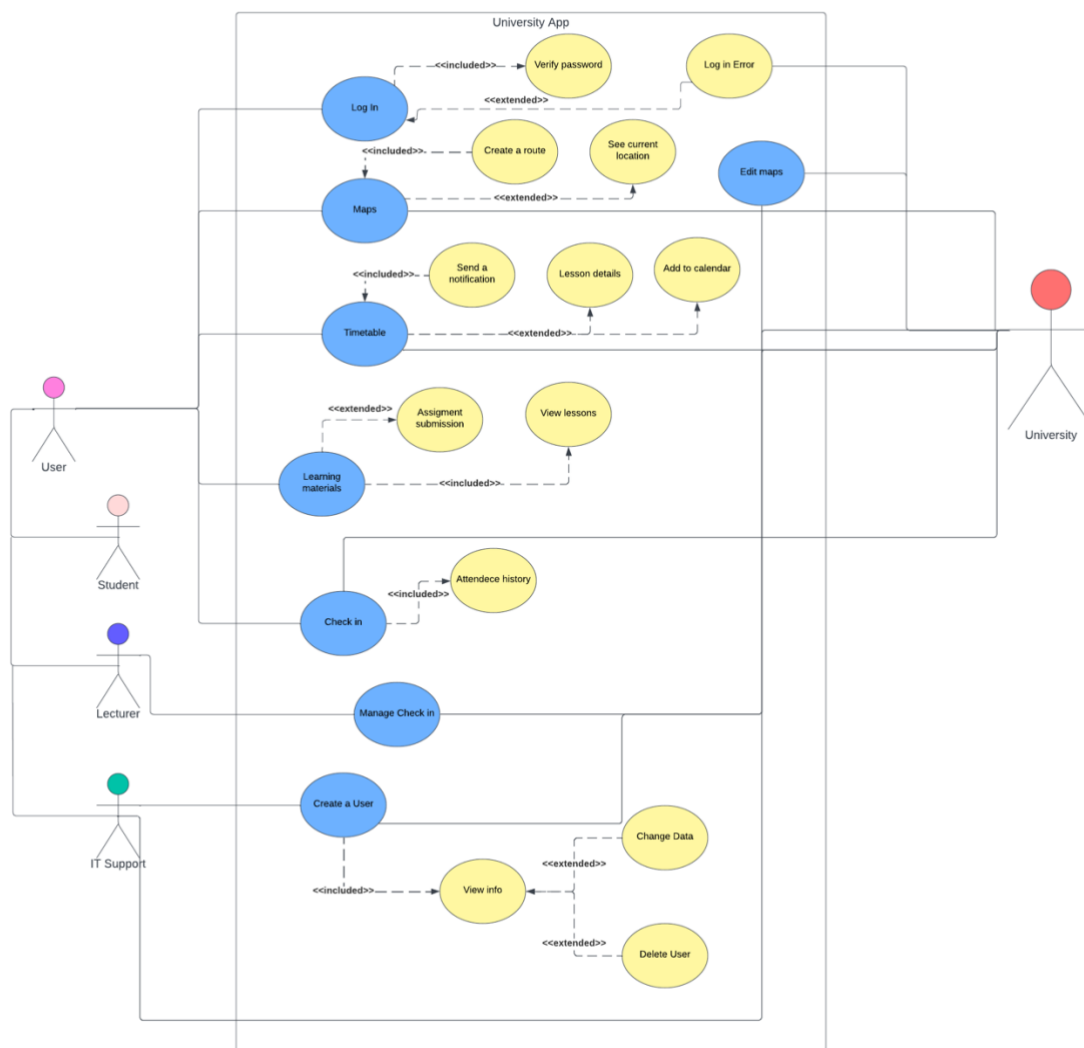 University App
<<included>>
Verify password
Log in Error
Log In
<<extended>>
<<included>>
Create a route
See current
location
Edit maps
<<extended>>
Maps
Send a
notification
Lesson details
Add to calendar
<<included>>
Timetable
<<extended>>
<<extended>>
Assigment
submission
View lessons
User
University
Learning
materials
<<included>>
Student
Attendece history
<<included>>
Check in
Lecturer
Manage Check in
Create a User
IT Support
Change Data
<<extended>>
<<included>>
View info
<<extended>>
Delete User